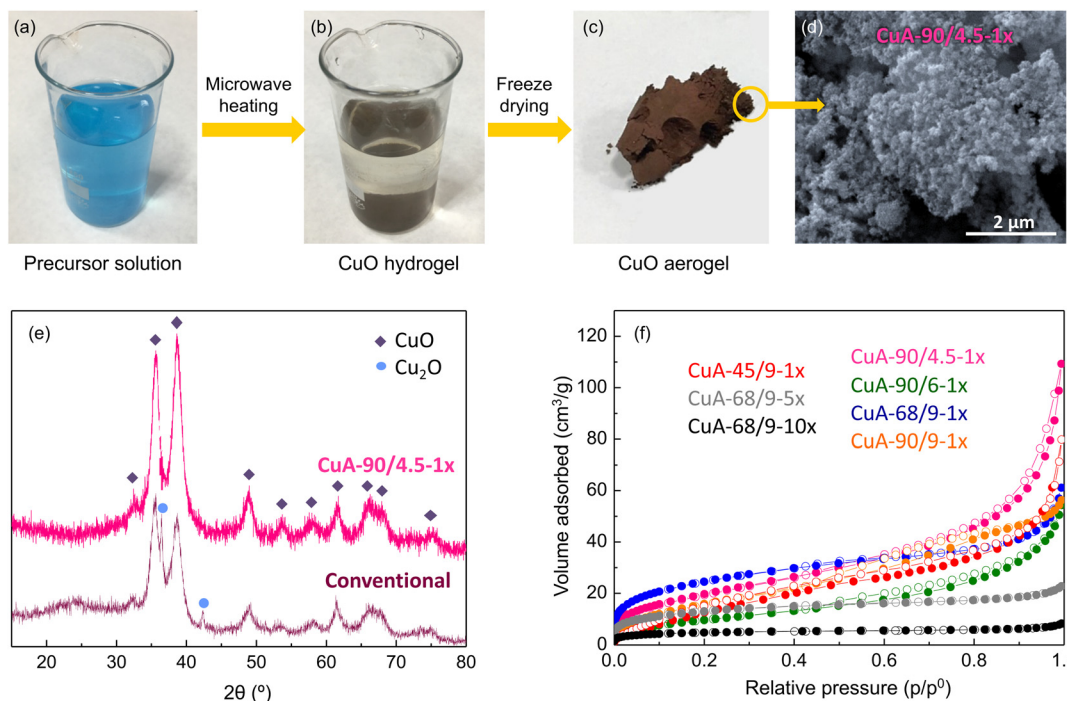 (a)
(b)
(c)
(d)
CuA-90/4.5-1x
Microwave
heating
Freeze
drying
2 µm
Precursor solution
CuO hydrogel
CuO aerogel
(e)
CuO
Cu₂O
CuA-90/4.5-1x
Conventional
20
30
40
50
60
70
80
2θ (º)
(f)
120
100
80
60
40
20
0
Volume adsorbed (cm³/g)
CuA-45/9-1x
CuA-68/9-5x
CuA-68/9-10x
CuA-90/4.5-1x
CuA-90/6-1x
CuA-68/9-1x
CuA-90/9-1x
0.0
0.2
0.4
0.6
0.8
1.
Relative pressure (p/p⁰)